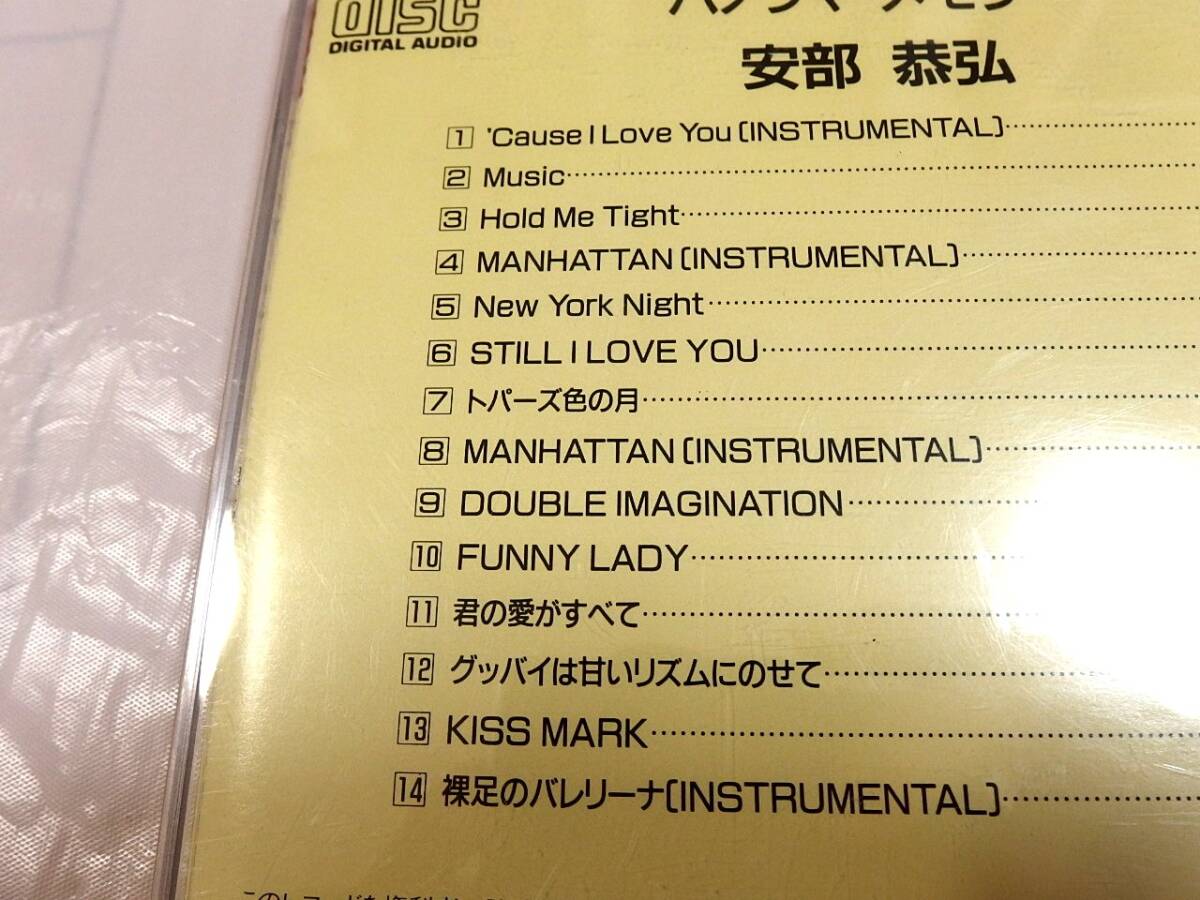 DISC
DIGITAL AUDIO
安部 恭弘
1 'Cause I Love You〔INSTRUMENTAL〕
2 Music
3 Hold Me Tight
4 MANHATTAN〔INSTRUMENTAL〕
5 New York Night
6 STILL I LOVE YOU
7 トパーズ色の月
8 MANHATTAN〔INSTRUMENTAL〕
9 DOUBLE IMAGINATION
10 FUNNY LADY
11 君の愛がすべて
12 グッバイは甘いリズムにのせて
13 KISS MARK
14 裸足のバレリーナ〔INSTRUMENTAL〕